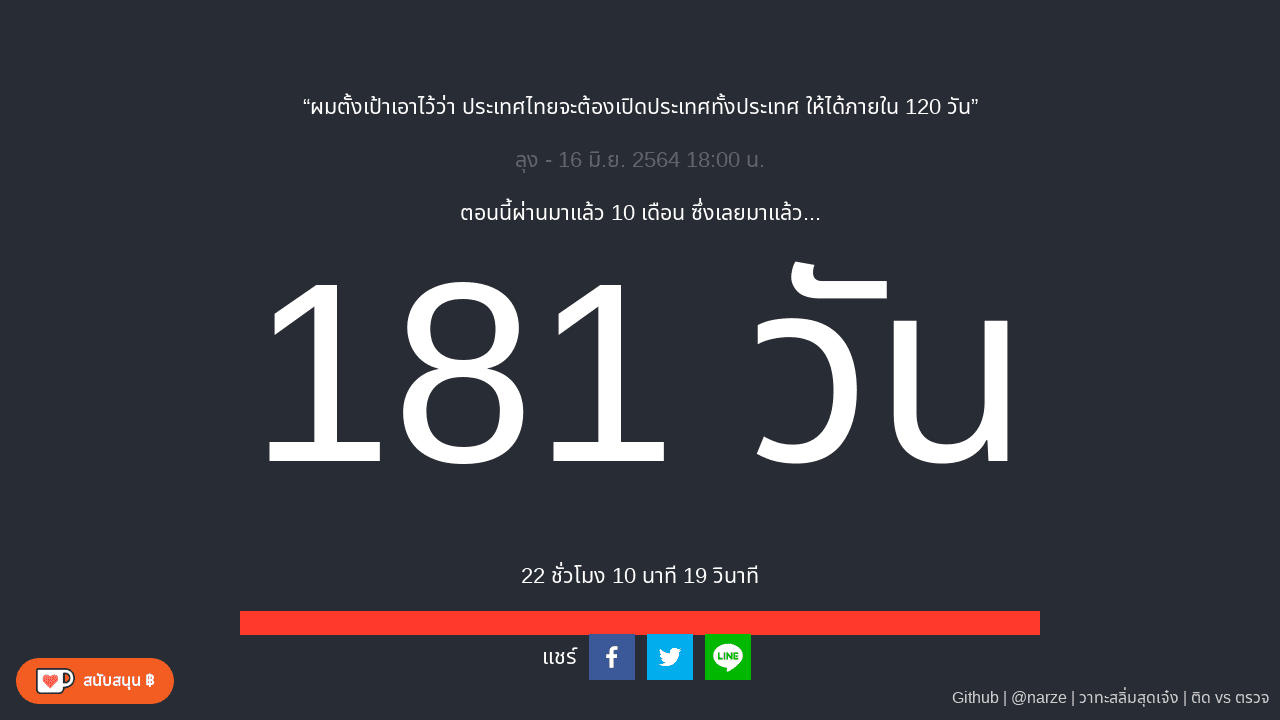 “ผมตั้งเป้าเอาไว้ว่า ประเทศไทยจะต้องเปิดประเทศทั้งประเทศ ให้ได้ภายใน 120 วัน”
ลุง - 16 มิ.ย. 2564 18:00 น.
ตอนนี้ผ่านมาแล้ว 10 เดือน ซึ่งเลยมาแล้ว...
181 วัน
22 ชั่วโมง 10 นาที 19 วินาที
แชร์
LINE
สนับสนุน ฿
Github | @narze | วาทะสลิ่มสุดเจ๋ง | ติด vs ตรวจ